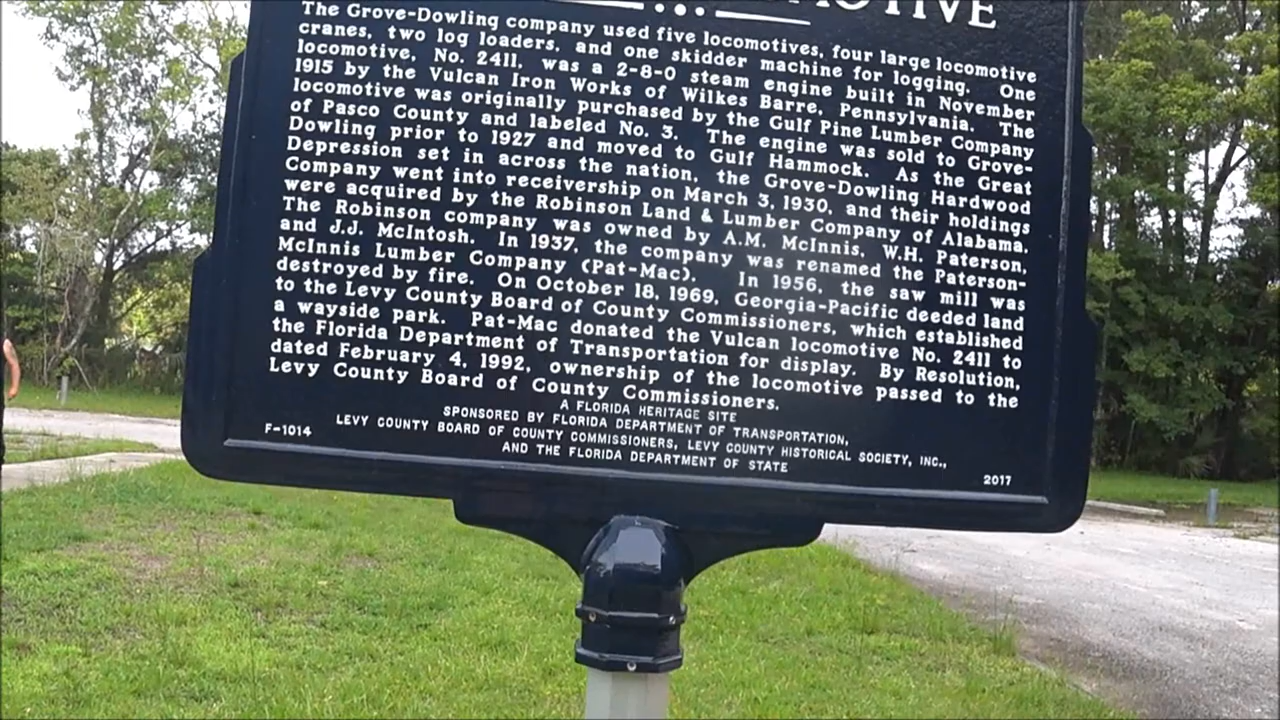 OTIVE
The Grove-Dowling company used five locomotives, four large locomotive
cranes, two log loaders, and one skidder machine for logging. One
locomotive, No. 2411, was a 2-8-0 steam engine built in November
1915 by the Vulcan Iron Works of Wilkes Barre, Pennsylvania. The
locomotive was originally purchased by the Gulf Pine Lumber Company
of Pasco County and labeled No. 3. The engine was sold to Grove-
Dowling prior to 1927 and moved to Gulf Hammock. As the Great
Depression set in across the nation, the Grove-Dowling Hardwood
Company went into receivership on March 3, 1930, and their holdings
were acquired by the Robinson Land & Lumber Company of Alabama.
The Robinson company was owned by A.M. McInnis, W.H. Paterson,
and J.J. McIntosh. In 1937, the company was renamed the Paterson-
McInnis Lumber Company (Pat-Mac). In 1956, the saw mill was
destroyed by fire. On October 18, 1969, Georgia-Pacific deeded land
to the Levy County Board of County Commissioners, which established
a wayside park. Pat-Mac donated the Vulcan locomotive No. 2411 to
the Florida Department of Transportation for display. By Resolution,
dated February 4, 1992, ownership of the locomotive passed to the
Levy County Board of County Commissioners.
A FLORIDA HERITAGE SITE
SPONSORED BY FLORIDA DEPARTMENT OF TRANSPORTATION,
LEVY COUNTY BOARD OF COUNTY COMMISSIONERS, LEVY COUNTY HISTORICAL SOCIETY, INC.,
AND THE FLORIDA DEPARTMENT OF STATE
F-1014
2017